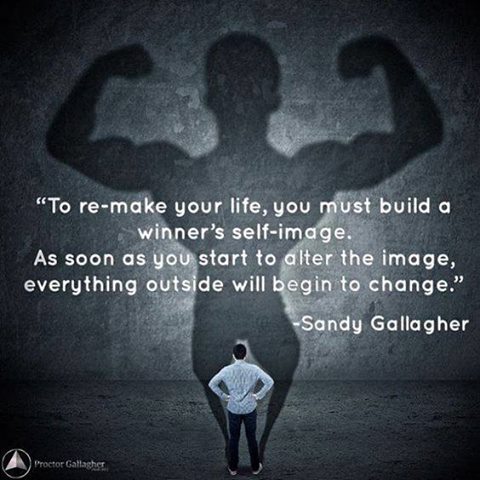 “To re-make your life, you must build a
winner’s self-image.
As soon as you start to alter the image,
everything outside will begin to change.”
-Sandy Gallagher
Proctor Gallagher